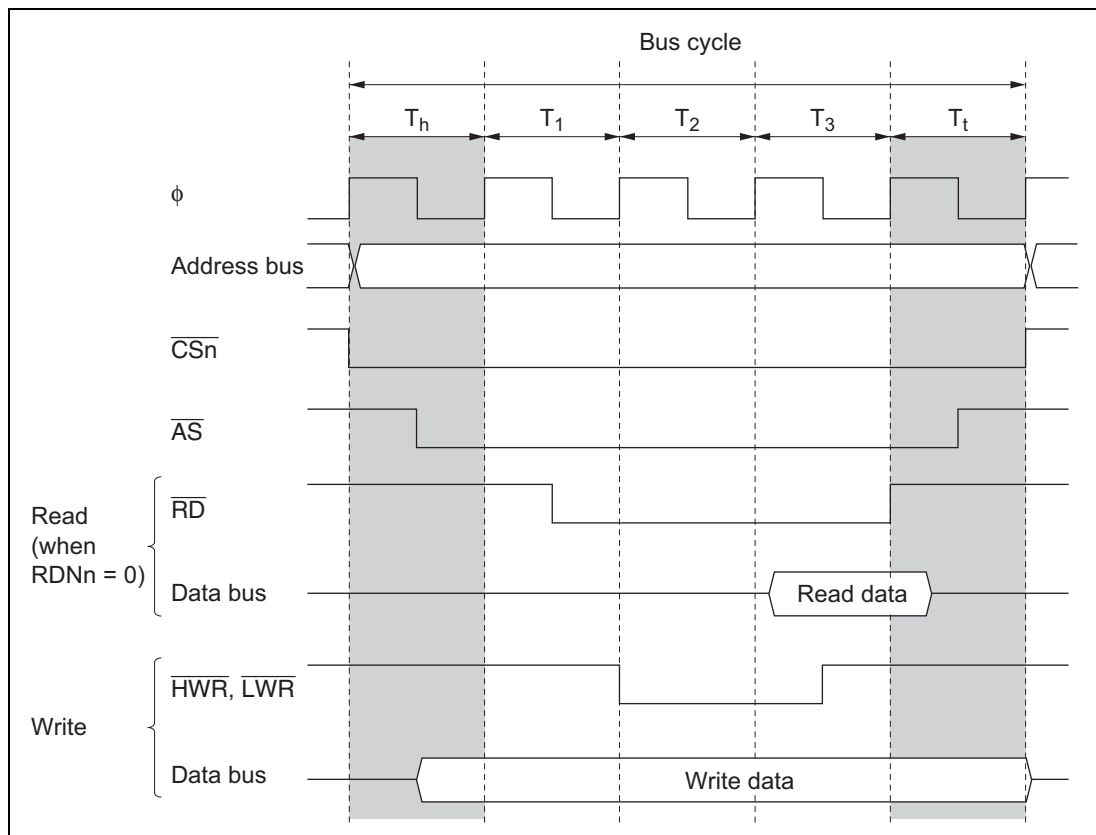 Bus cycle
Th T1 T2 T3 Tt
ϕ
Address bus
CSn
AS
Read
(when
RDNn = 0)
RD
Data bus
Read data
Write
HWR, LWR
Data bus
Write data